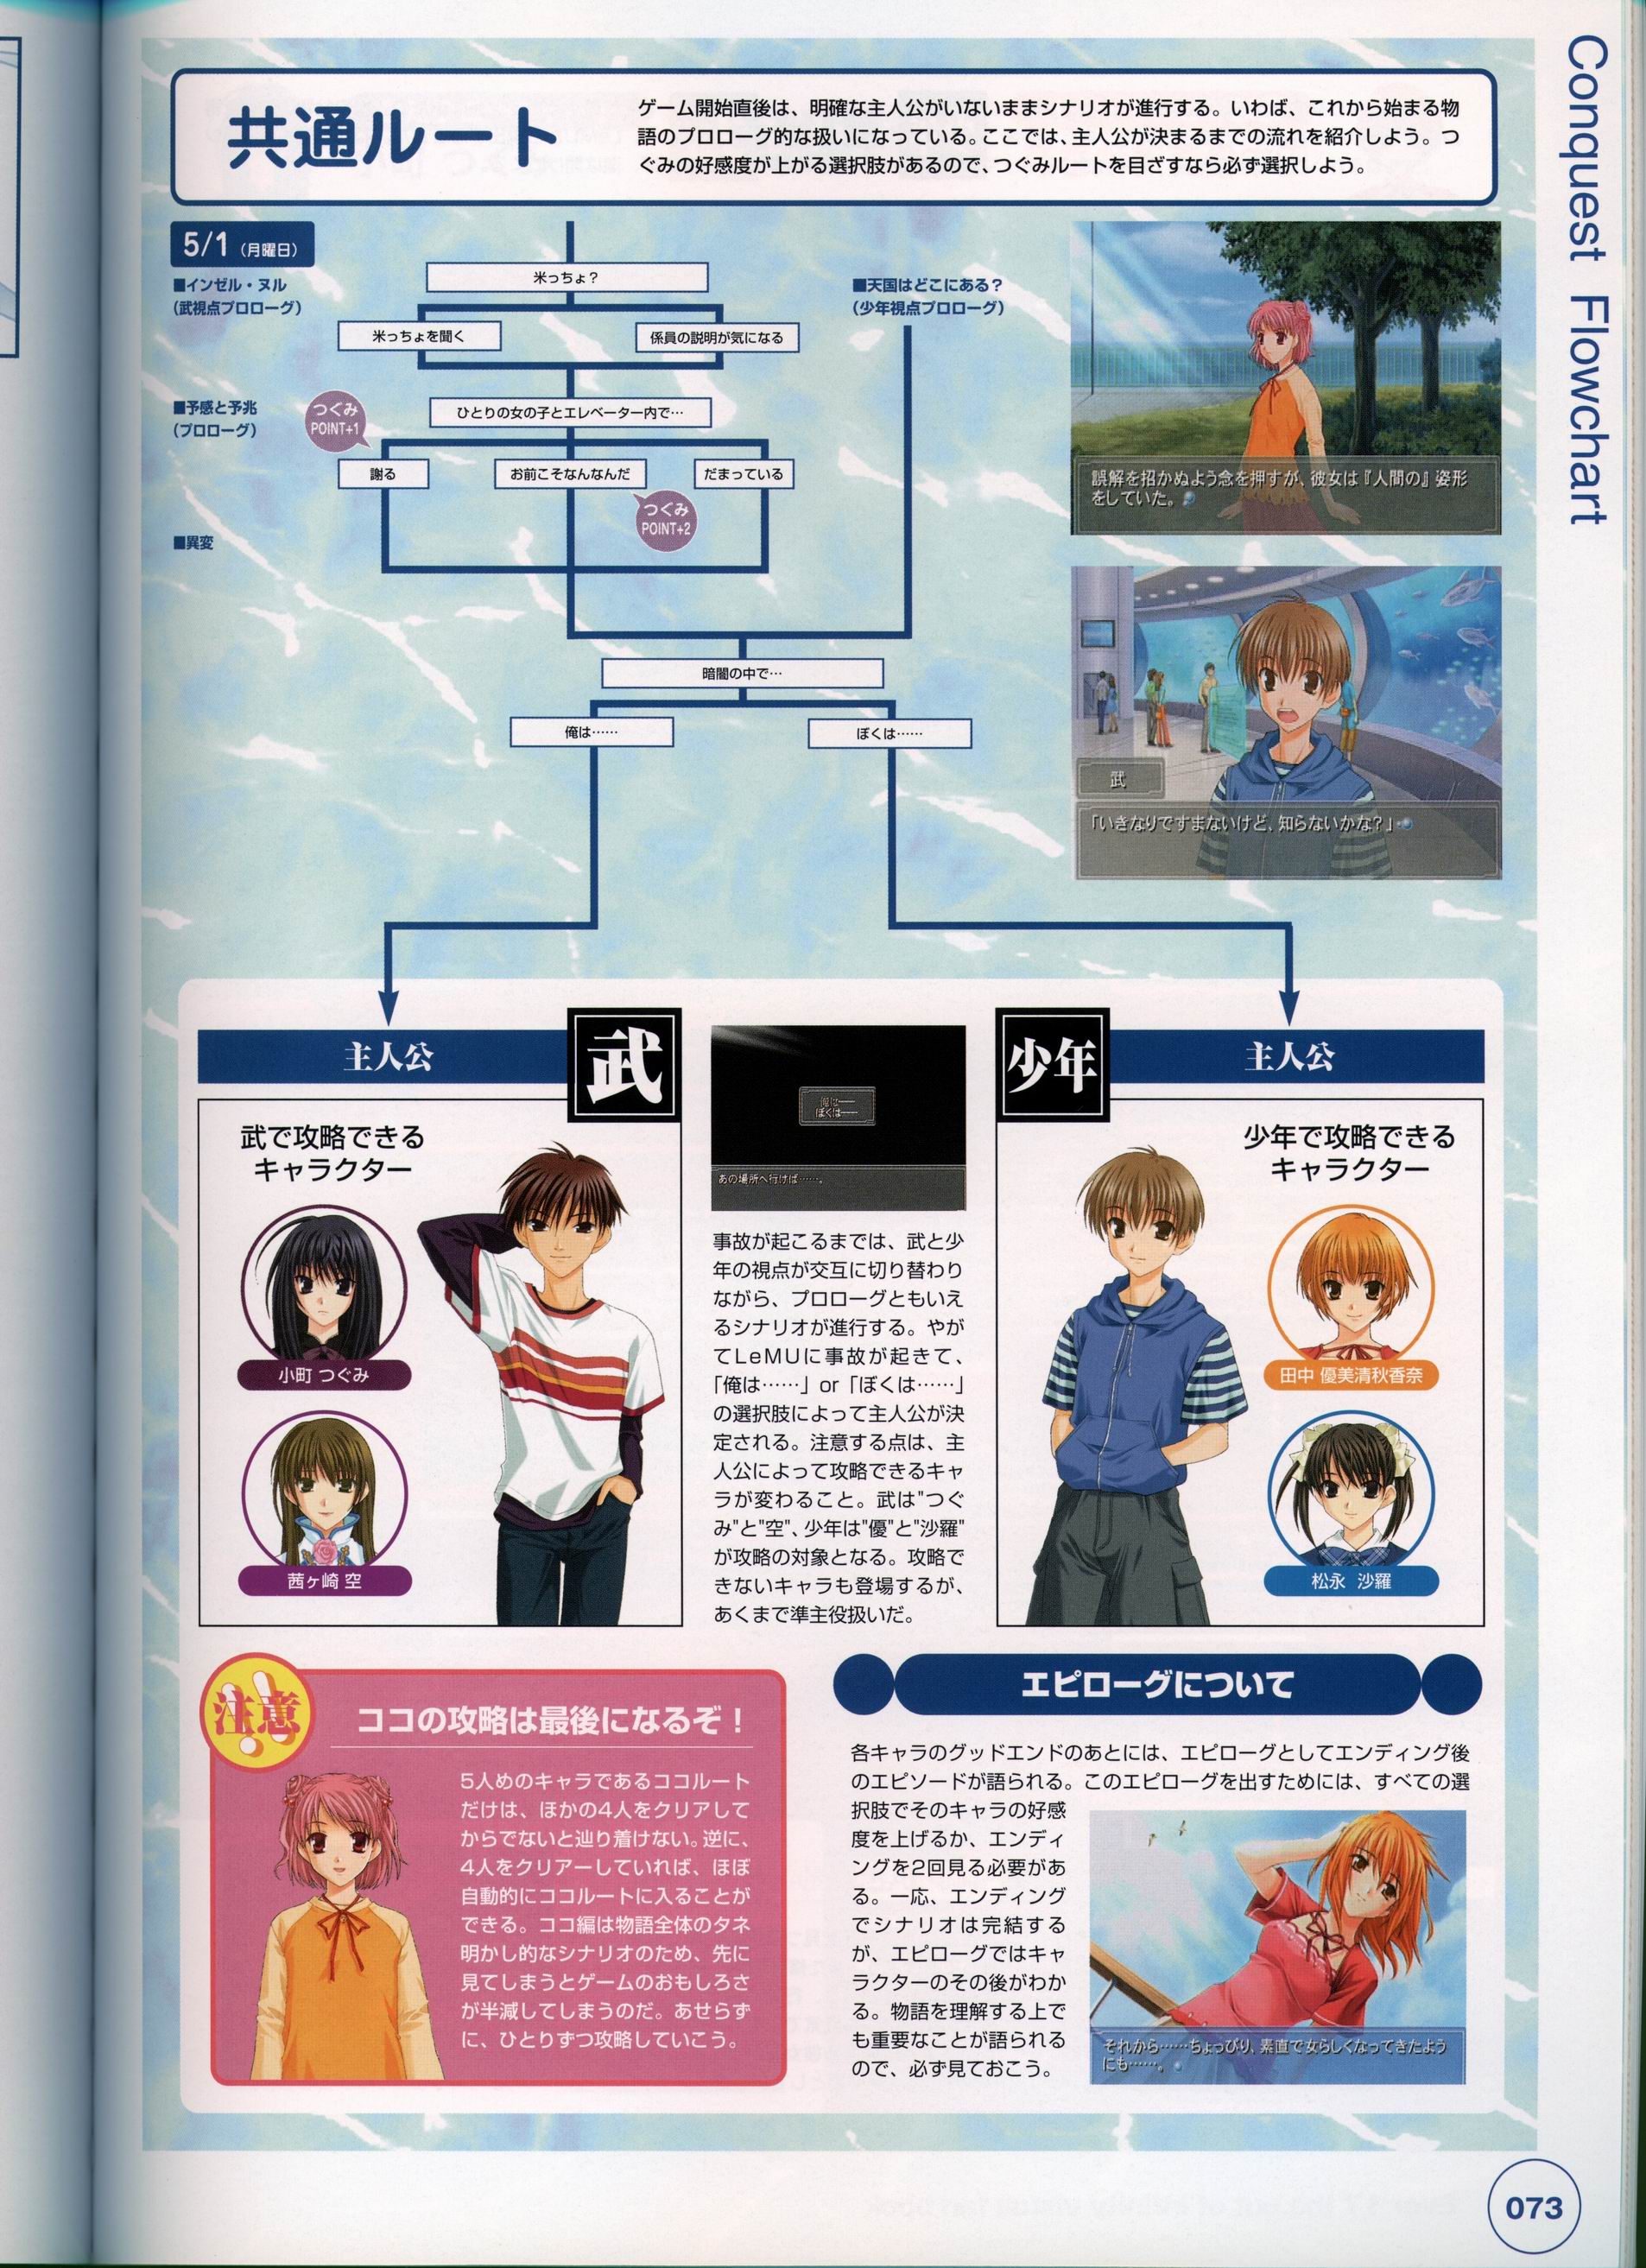 Conquest Flowchart
共通ルート
ゲーム開始直後は、明確な主人公がいないままシナリオが進行する。いわば、これから始まる物
語のプロローグ的な扱いになっている。ここでは、主人公が決まるまでの流れを紹介しよう。つ
ぐみの好感度が上がる選択肢があるので、つぐみルートを目ざすなら必ず選択しよう。
5/1（月曜日）
■インゼル・ヌル
（武視点プロローグ）
米っちょ？
米っちょを聞く
係員の説明が気になる
■天国はどこにある？
（少年視点プロローグ）
■予感と予兆
（プロローグ）
つぐみ
POINT+1
ひとりの女の子とエレベーター内で…
謝る
お前こそなんなんだ
だまっている
つぐみ
POINT+2
■異変
暗闇の中で…
俺は……
ぼくは……
誤解を招かぬよう念を押すが、彼女は『人間の』姿形
をしていた。
武
「いきなりですまないけど、知らないかな？」
主人公
武
武で攻略できる
キャラクター
小町 つぐみ
茜ヶ崎 空
俺は――
ぼくは――
あの場所へ行けば……。
事故が起こるまでは、武と少
年の視点が交互に切り替わり
ながら、プロローグともいえ
るシナリオが進行する。やが
てLeMUに事故が起きて、
「俺は……」or「ぼくは……」
の選択肢によって主人公が決
定される。注意する点は、主
人公によって攻略できるキャ
ラが変わること。武は"つぐ
み"と"空"、少年は"優"と"沙羅"
が攻略の対象となる。攻略で
きないキャラも登場するが、
あくまで準主役扱いだ。
少年
主人公
少年で攻略できる
キャラクター
田中 優美清秋香奈
松永 沙羅
注意
!!
ココの攻略は最後になるぞ！
5人めのキャラであるココルート
だけは、ほかの4人をクリアして
からでないと辿り着けない。逆に、
4人をクリアーしていれば、ほぼ
自動的にココルートに入ることが
できる。ココ編は物語全体のタネ
明かし的なシナリオのため、先に
見てしまうとゲームのおもしろさ
が半減してしまうのだ。あせらず
に、ひとりずつ攻略していこう。
エピローグについて
各キャラのグッドエンドのあとには、エピローグとしてエンディング後
のエピソードが語られる。このエピローグを出すためには、すべての選
択肢でそのキャラの好感
度を上げるか、エンディ
ングを2回見る必要があ
る。一応、エンディング
でシナリオは完結する
が、エピローグではキャ
ラクターのその後がわか
る。物語を理解する上で
も重要なことが語られる
ので、必ず見ておこう。
それから……ちょっぴり、素直で女らしくなってきたよう
にも……。
073